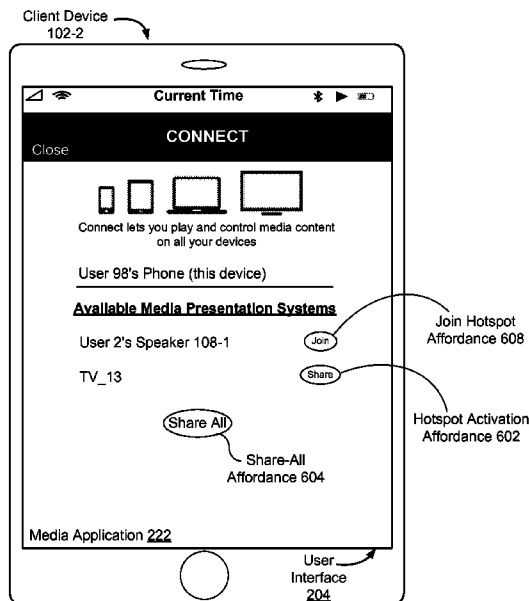 Client Device
102-2
Current Time
CONNECT
Close
Connect lets you play and control media content
on all your devices
User 98's Phone (this device)
Available Media Presentation Systems
User 2's Speaker 108-1
Join
Join Hotspot
Affordance 608
TV_13
Share
Hotspot Activation
Affordance 602
Share All
Share-All
Affordance 604
Media Application 222
User
Interface
204